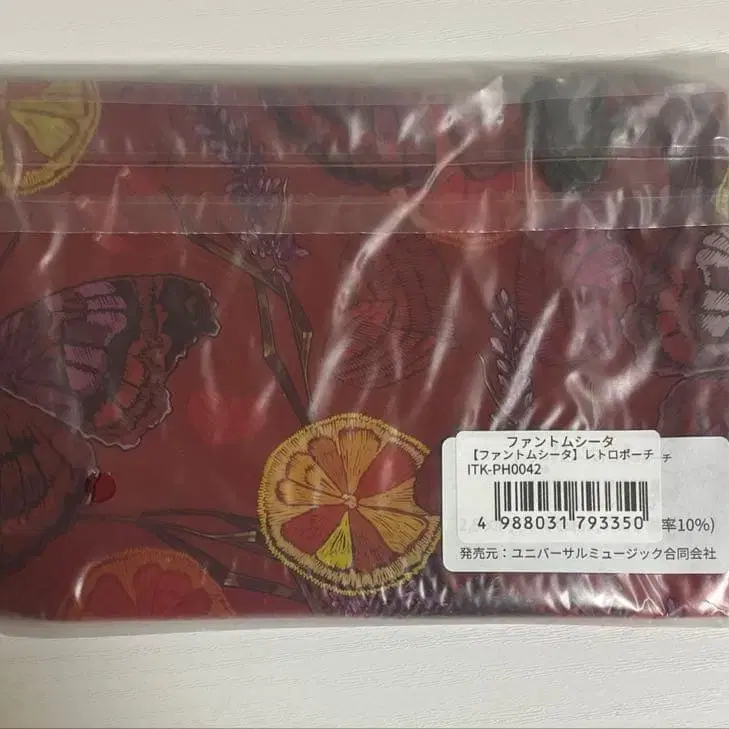 ファントムシータ
【ファントムシータ】レトロポーチ
チ
ITK-PH0042
4 988031 793350
率10%)
発売元：ユニバーサルミュージック合同会社